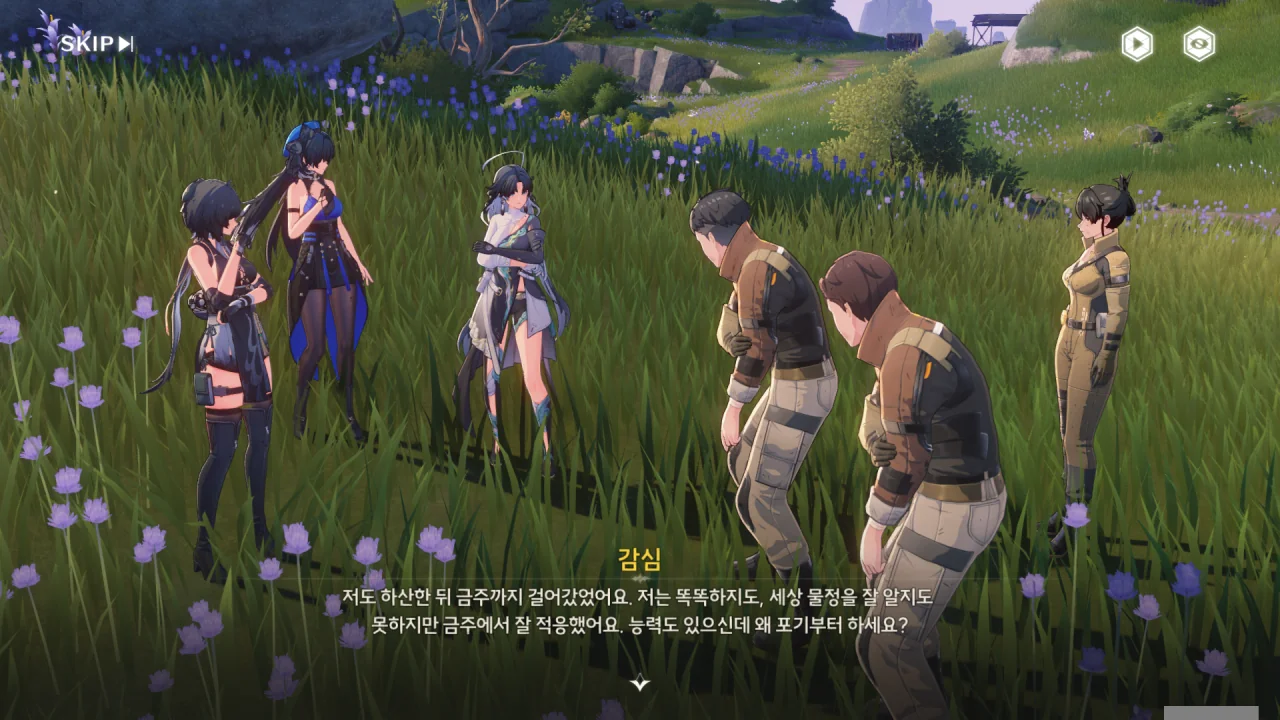 SKIP
감심
저도 하산한 뒤 금주까지 걸어갔었어요. 저는 똑똑하지도, 세상 물정을 잘 알지도
못하지만 금주에서 잘 적응했어요. 능력도 있으신데 왜 포기부터 하세요?